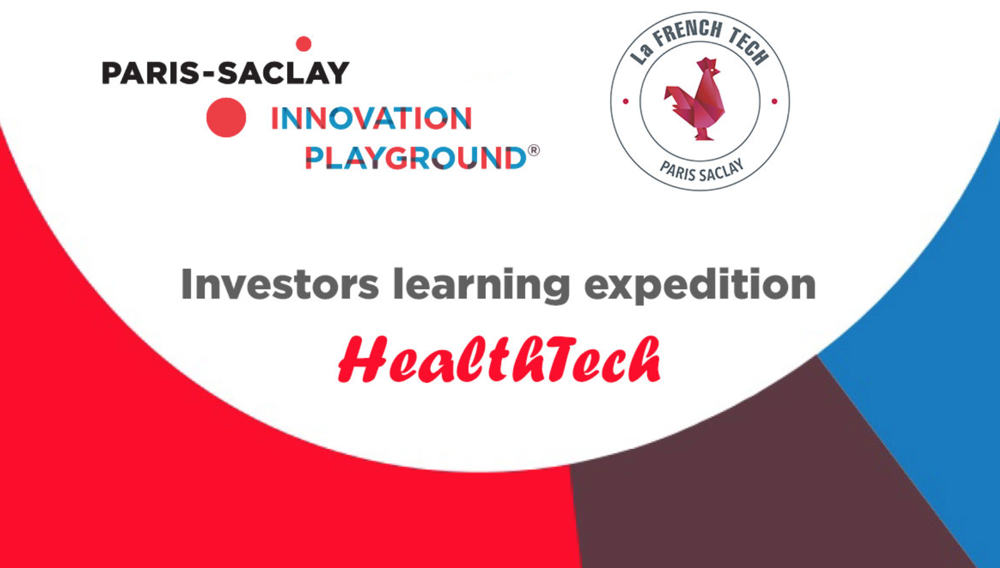 PARIS-SACLAY
INNOVATION
PLAYGROUND®
La FRENCH TECH
PARIS SACLAY
Investors learning expedition
HealthTech